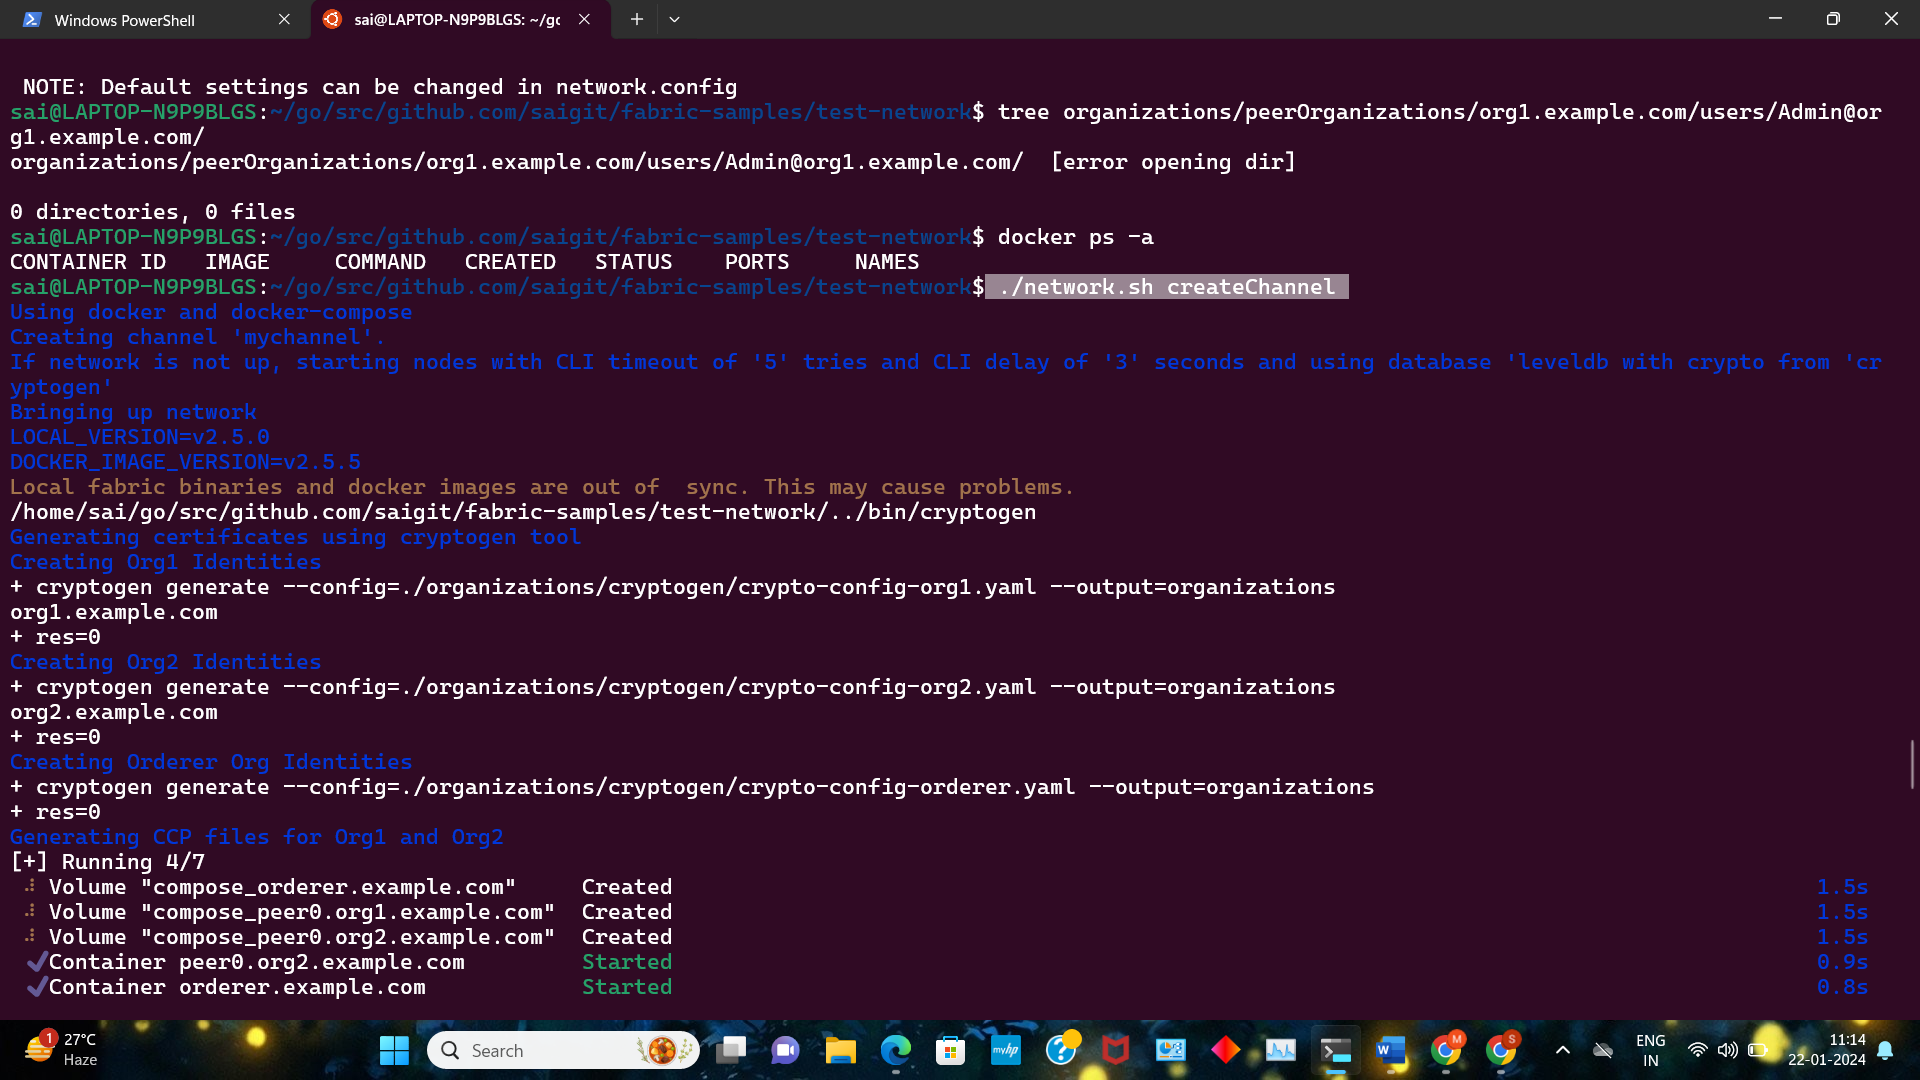 Windows PowerShell
sai@LAPTOP-N9P9BLGS: ~/go
NOTE: Default settings can be changed in network.config
sai@LAPTOP-N9P9BLGS:~/go/src/github.com/saigit/fabric-samples/test-network$ tree organizations/peerOrganizations/org1.example.com/users/Admin@or
g1.example.com/
organizations/peerOrganizations/org1.example.com/users/Admin@org1.example.com/  [error opening dir]
0 directories, 0 files
sai@LAPTOP-N9P9BLGS:~/go/src/github.com/saigit/fabric-samples/test-network$ docker ps -a
CONTAINER ID   IMAGE     COMMAND   CREATED   STATUS    PORTS     NAMES
sai@LAPTOP-N9P9BLGS:~/go/src/github.com/saigit/fabric-samples/test-network$ ./network.sh createChannel
Using docker and docker-compose
Creating channel 'mychannel'.
If network is not up, starting nodes with CLI timeout of '5' tries and CLI delay of '3' seconds and using database 'leveldb with crypto from 'cr
yptogen'
Bringing up network
LOCAL_VERSION=v2.5.0
DOCKER_IMAGE_VERSION=v2.5.5
Local fabric binaries and docker images are out of  sync. This may cause problems.
/home/sai/go/src/github.com/saigit/fabric-samples/test-network/../bin/cryptogen
Generating certificates using cryptogen tool
Creating Org1 Identities
+ cryptogen generate --config=./organizations/cryptogen/crypto-config-org1.yaml --output=organizations
org1.example.com
+ res=0
Creating Org2 Identities
+ cryptogen generate --config=./organizations/cryptogen/crypto-config-org2.yaml --output=organizations
org2.example.com
+ res=0
Creating Orderer Org Identities
+ cryptogen generate --config=./organizations/cryptogen/crypto-config-orderer.yaml --output=organizations
+ res=0
Generating CCP files for Org1 and Org2
[+] Running 4/7
Volume "compose_orderer.example.com"      Created 1.5s
Volume "compose_peer0.org1.example.com"  Created 1.5s
Volume "compose_peer0.org2.example.com"  Created 1.5s
✔Container peer0.org2.example.com         Started 0.9s
✔Container orderer.example.com            Started 0.8s
1
27°C
Haze
Search
myhp
W
M
S
ENG
IN
11:14
22-01-2024